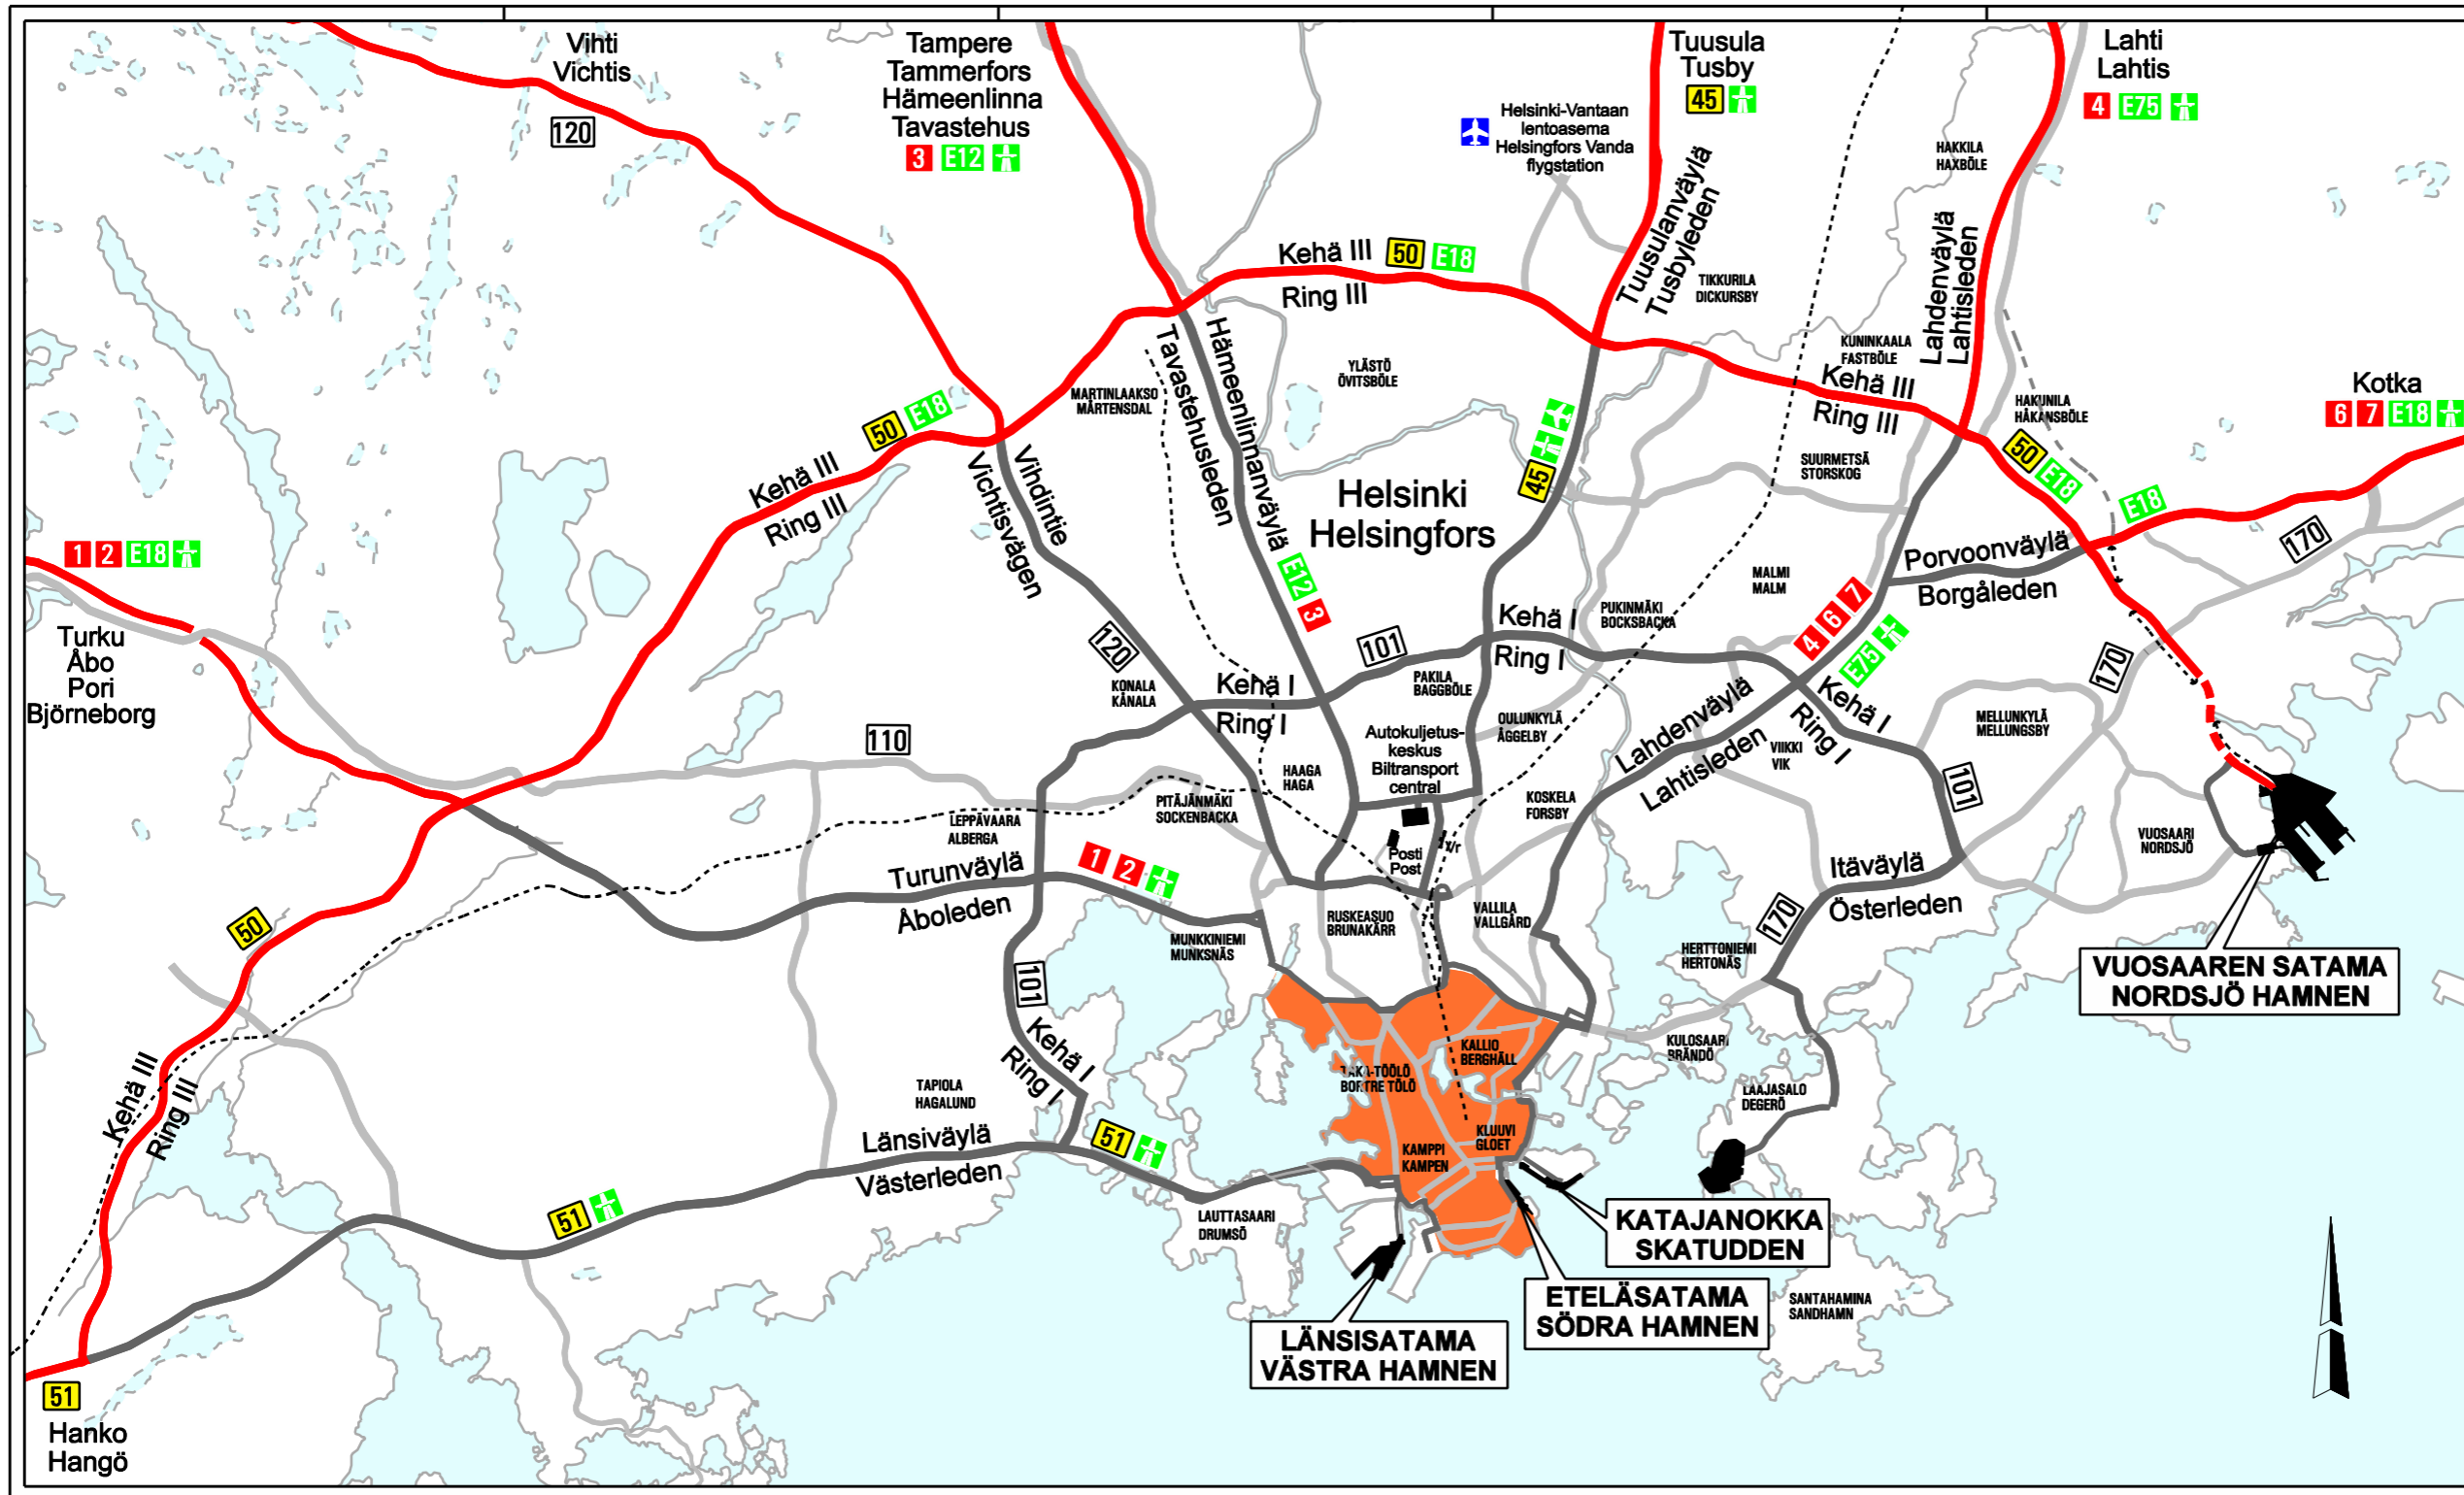 Vihti
Vichtis
120
Tampere
Tammerfors
Hämeenlinna
Tavastehus
3 E12
Helsinki-Vantaan
lentoasema
Helsingfors Vanda
flygstation
Tuusula
Tusby
45
Lahti
Lahtis
4 E75
HAKKILA
HAXBÖLE
Tuusulanväylä
Tusbyleden
Kehä III 50 E18
Ring III
TIKKURILA
DICKURSBY
Lahdenväylä
Lahtisleden
KUNINKAALA
FASTBÖLE
Kehä III
Ring III
YLÄSTÖ
ÖVITSBÖLE
MARTINLAAKSO
MÅRTENSDAL
Hämeenlinnanväylä
Tavastehusleden
E12 3
HAKUNILA
HÅKANSBÖLE
Kotka
6 7 E18
50 E18
Kehä III
Ring III
Vihdintie
Vichtisvägen
45
Helsinki
Helsingfors
SUURMETSÄ
STORSKOG
50 E18
E18
170
1 2 E18
Turku
Åbo
Pori
Björneborg
Porvoonväylä
Borgåleden
MALMI
MALM
4 6 7
E75
PUKINMÄKI
BOCKSBACKA
Kehä I
Ring I
101
120
KONALA
KÅNALA
Kehä I
Ring I
PAKILA
BAGGBÖLE
OULUNKYLÄ
ÅGGELBY
Autokuljetus-
keskus
Biltransport
central
Lahdenväylä
Lahtisleden
Kehä I
Ring I
VIIKKI
VIK
MELLUNKYLÄ
MELLUNGSBY
170
110
HAAGA
HAGA
PITÄJÄNMÄKI
SOCKENBACKA
LEPPÄVAARA
ALBERGA
KOSKELA
FORSBY
101
Posti
Post
VUOSAARI
NORDSJÖ
Turunväylä
Åboleden
1 2
50
MUNKKINIEMI
MUNKSNÄS
RUSKEASUO
BRUNAKÄRR
VALLILA
VALLGÅRD
Itäväylä
Österleden
170
HERTTONIEMI
HERTONÄS
VUOSAAREN SATAMA
NORDSJÖ HAMNEN
101
Kehä I
Ring I
Kehä III
Ring III
TAKA-TÖÖLÖ
BORTRE TÖLÖ
KALLIO
BERGHÄLL
KULOSAARI
BRÄNDÖ
LAAJASALO
DEGERÖ
TAPIOLA
HAGALUND
Länsiväylä
Västerleden
51
51
KAMPPI
KAMPEN
KLUUVI
GLOET
LAUTTASAARI
DRUMSÖ
KATAJANOKKA
SKATUDDEN
ETELÄSATAMA
SÖDRA HAMNEN
LÄNSISATAMA
VÄSTRA HAMNEN
SANTAHAMINA
SANDHAMN
51
Hanko
Hangö